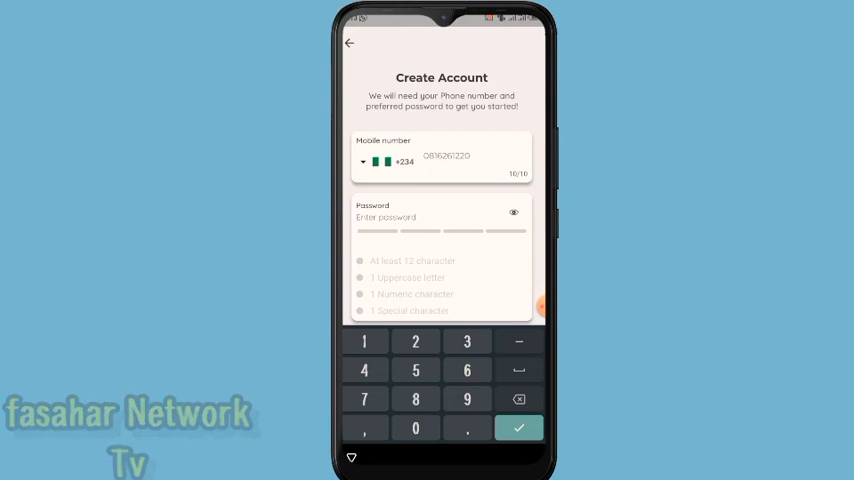 Create Account
We will need your Phone number and
preferred password to get you started!
Mobile number
+234 0816261220
10/10
Password
Enter password
At least 12 character
1 Uppercase letter
1 Numeric character
1 Special character
1 2 3 -
4 5 6
7 8 9
, 0 .
fasahar Network
Tv